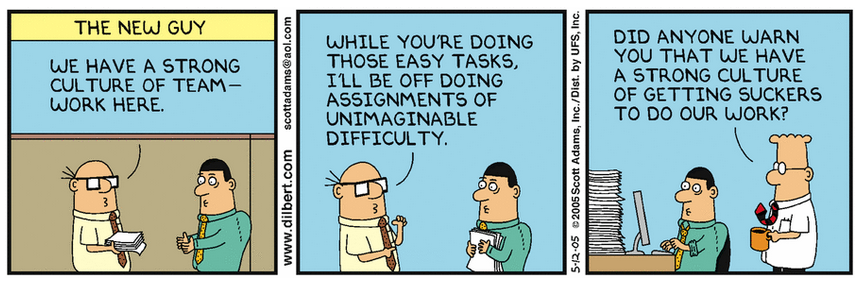 THE NEW GUY
WE HAVE A STRONG
CULTURE OF TEAM–
WORK HERE.
www.dilbert.com scottadams@aol.com
WHILE YOU'RE DOING
THOSE EASY TASKS,
I'LL BE OFF DOING
ASSIGNMENTS OF
UNIMAGINABLE
DIFFICULTY.
5-12-05 ©2005 Scott Adams, Inc./Dist. by UFS, Inc.
DID ANYONE WARN
YOU THAT WE HAVE
A STRONG CULTURE
OF GETTING SUCKERS
TO DO OUR WORK?